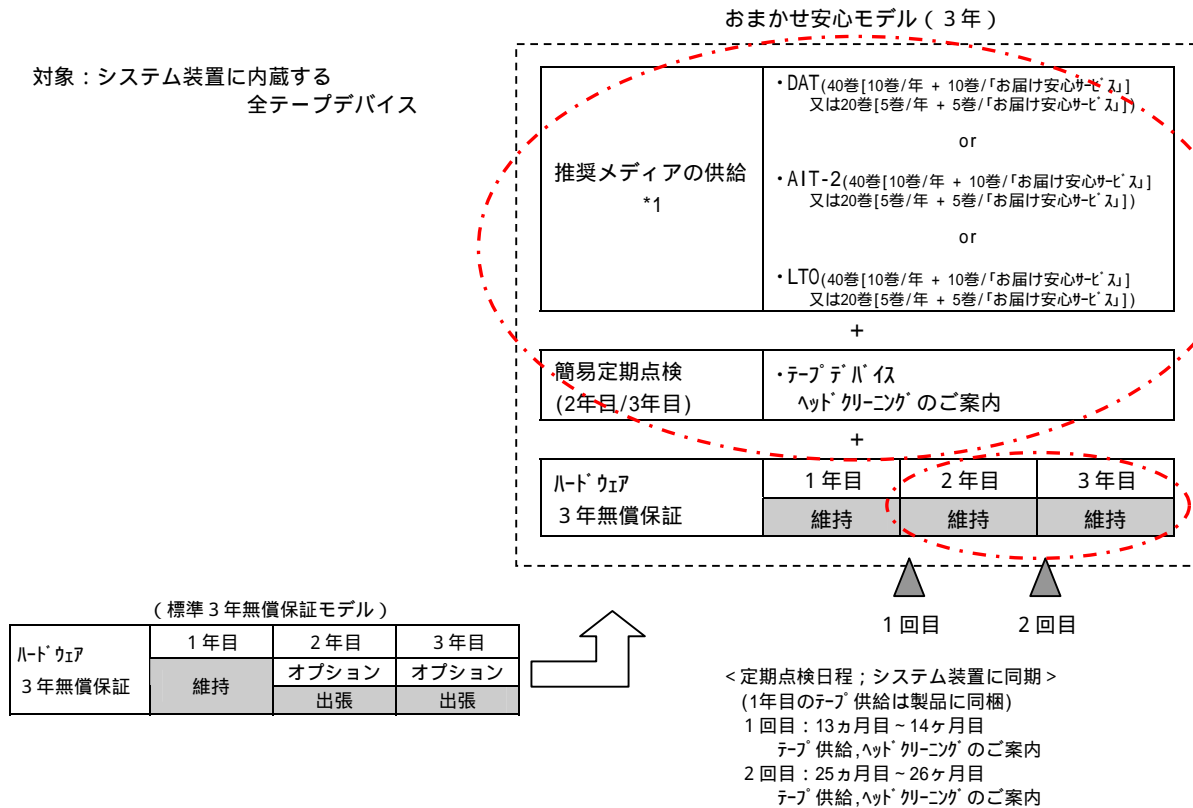 おまかせ安心モデル（３年）
対象：システム装置に内蔵する
全テープデバイス
推奨メディアの供給
*1
・DAT(40巻[10巻/年 + 10巻/｢お届け安心ｻｰﾋﾞｽ｣]
又は20巻[5巻/年 + 5巻/｢お届け安心ｻｰﾋﾞｽ｣])
or
・AIT-2(40巻[10巻/年 + 10巻/｢お届け安心ｻｰﾋﾞｽ｣]
又は20巻[5巻/年 + 5巻/｢お届け安心ｻｰﾋﾞｽ｣])
or
・LTO(40巻[10巻/年 + 10巻/｢お届け安心ｻｰﾋﾞｽ｣]
又は20巻[5巻/年 + 5巻/｢お届け安心ｻｰﾋﾞｽ｣])
+
簡易定期点検
(2年目/3年目)
・ﾃｰﾌﾟﾃﾞﾊﾞｲｽ
ﾍｯﾄﾞｸﾘｰﾆﾝｸﾞのご案内
+
ﾊｰﾄﾞｳｪｱ
３年無償保証
１年目 ２年目 ３年目
維持 維持 維持
１回目 ２回目
（標準３年無償保証モデル）
ﾊｰﾄﾞｳｪｱ
３年無償保証
１年目 ２年目 ３年目
維持 オプション オプション
出張 出張
＜定期点検日程；システム装置に同期＞
(1年目のﾃｰﾌﾟ供給は製品に同梱)
１回目：13ヵ月目～14ヶ月目
ﾃｰﾌﾟ供給,ﾍｯﾄﾞｸﾘｰﾆﾝｸﾞのご案内
２回目：25ヵ月目～26ヶ月目
ﾃｰﾌﾟ供給,ﾍｯﾄﾞｸﾘｰﾆﾝｸﾞのご案内